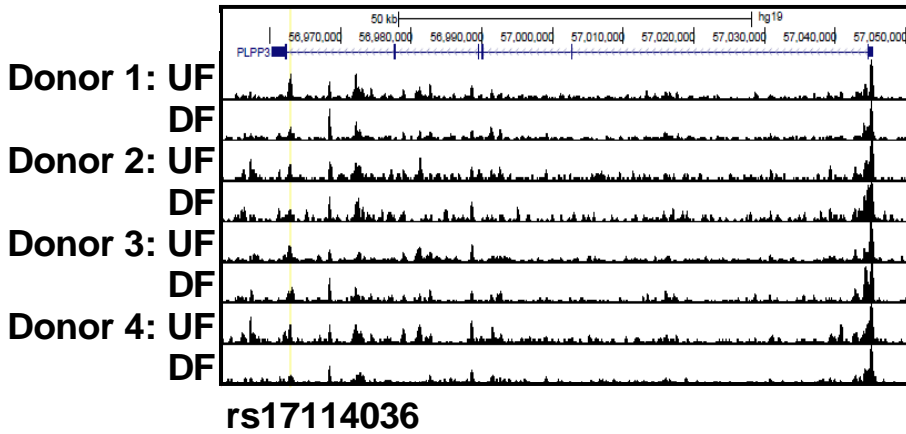 50 kb hg19
56,970,000 56,980,000 56,990,000 57,000,000 57,010,000 57,020,000 57,030,000 57,040,000 57,050,000
PLPP3
Donor 1: UF
DF
Donor 2: UF
DF
Donor 3: UF
DF
Donor 4: UF
DF
rs17114036